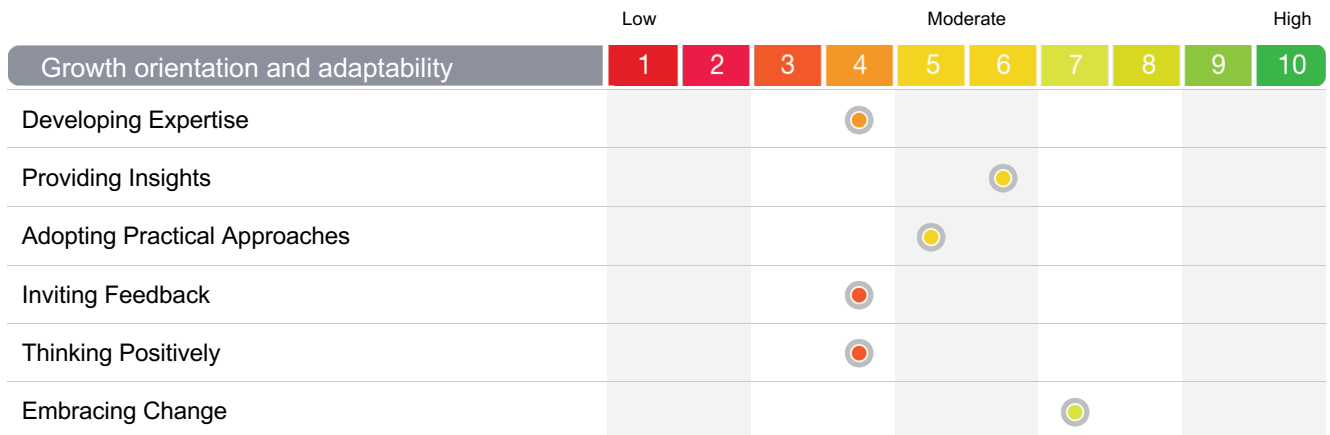 Low Moderate High
Growth orientation and adaptability 1 2 3 4 5 6 7 8 9 10
Developing Expertise
Providing Insights
Adopting Practical Approaches
Inviting Feedback
Thinking Positively
Embracing Change